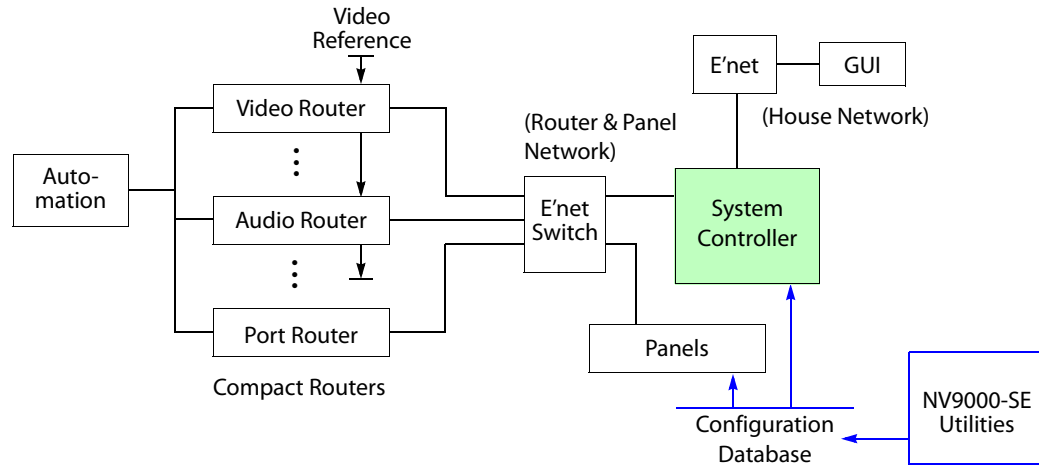 Video
Reference
E'net
GUI
Video Router
(Router & Panel
Network)
(House Network)
Auto-
mation
Audio Router
E'net
Switch
System
Controller
Port Router
Panels
Compact Routers
Configuration
Database
NV9000-SE
Utilities